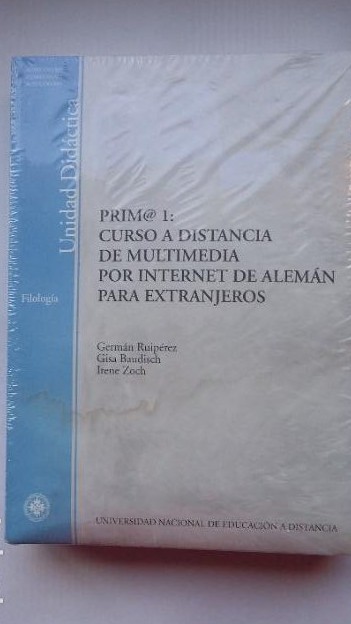 Unidad Didáctica
Filología
PRIM@ 1:
CURSO A DISTANCIA
DE MULTIMEDIA
POR INTERNET DE ALEMÁN
PARA EXTRANJEROS
Germán Ruipérez
Gisa Baudisch
Irene Zoch
UNIVERSIDAD NACIONAL DE EDUCACIÓN A DISTANCIA